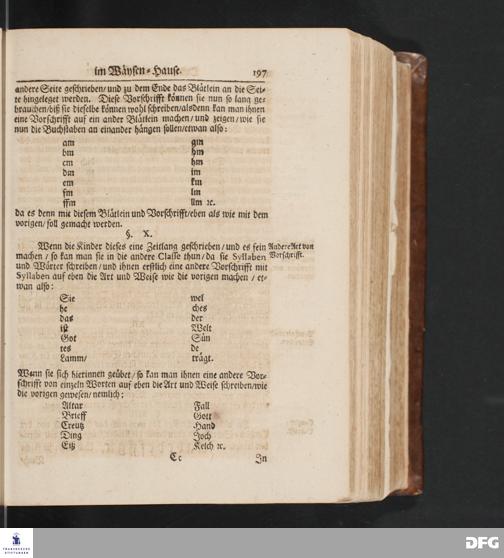 im Wäysen-Hause. 197
andere Seite geschrieben/ und zu dem Ende das Blätlein an die Sei-
te hingeleget werden. Diese Vorschrifft können sie nun so lang ge-
brauchen/biß sie dieselbe können wohl schreiben/alsdenn kan man ihnen
eine Vorschrifft auf ein ander Blätlein machen/ und zeigen/ wie sie
nun die Buchstaben an einander hängen sollen/etwan also:
am gm
bm hm
cm hm
dm im
em km
fm lm
ffm llm ꝛc.
da es denn mit diesem Blätlein und Vorschrifft/eben als wie mit dem
vorigen/ soll gemacht werden.
§. X.
Wenn die Kinder dieses eine Zeitlang geschrieben/ und es fein
machen/ so kan man sie in die andere Classe thun/ da sie Syllaben
und Wörter schreiben/ und ihnen erstlich eine andere Vorschrifft mit
Syllaben auf eben die Art und Weise wie die vorigen machen/ et-
wan also:
Andere Art von
Vorschrifft.
Sie wel
he ches
das der
ist Welt
Got Sün
tes de
Lamm/ trägt.
Wenn sie sich hierinnen geübet/ so kan man ihnen eine andere Vor-
schrifft von einzeln Worten auf eben die Art und Weise schreiben/wie
die vorigen gewesen/ nemlich:
Altar Fall
Brieff Gott
Creutz Hand
Ding Joch
Eiß Kelch ꝛc.
Cc In
FRANCKESCHE
STIFTUNGEN
DFG